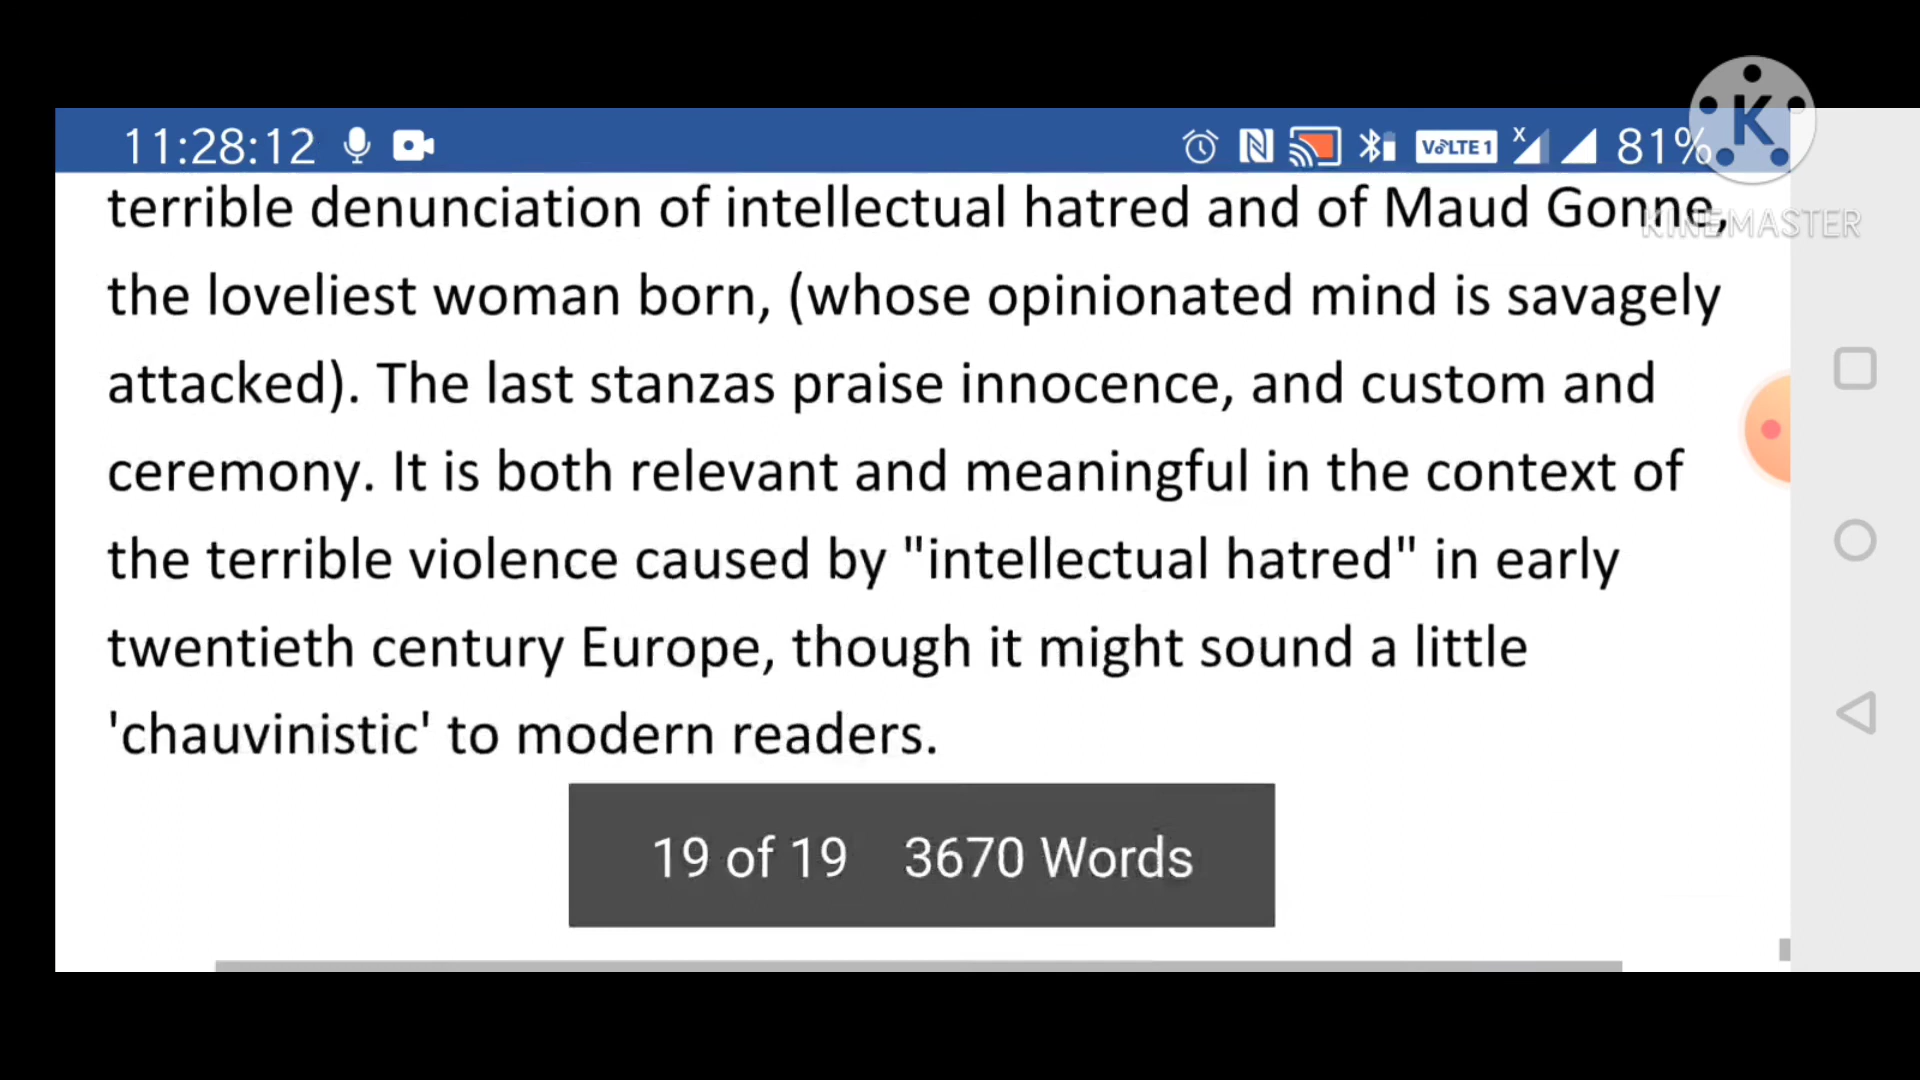 11:28:12 VoLTE 1 x 81%
K
KINEMASTER
terrible denunciation of intellectual hatred and of Maud Gonne,
the loveliest woman born, (whose opinionated mind is savagely
attacked). The last stanzas praise innocence, and custom and
ceremony. It is both relevant and meaningful in the context of
the terrible violence caused by "intellectual hatred" in early
twentieth century Europe, though it might sound a little
'chauvinistic' to modern readers.
19 of 19 3670 Words